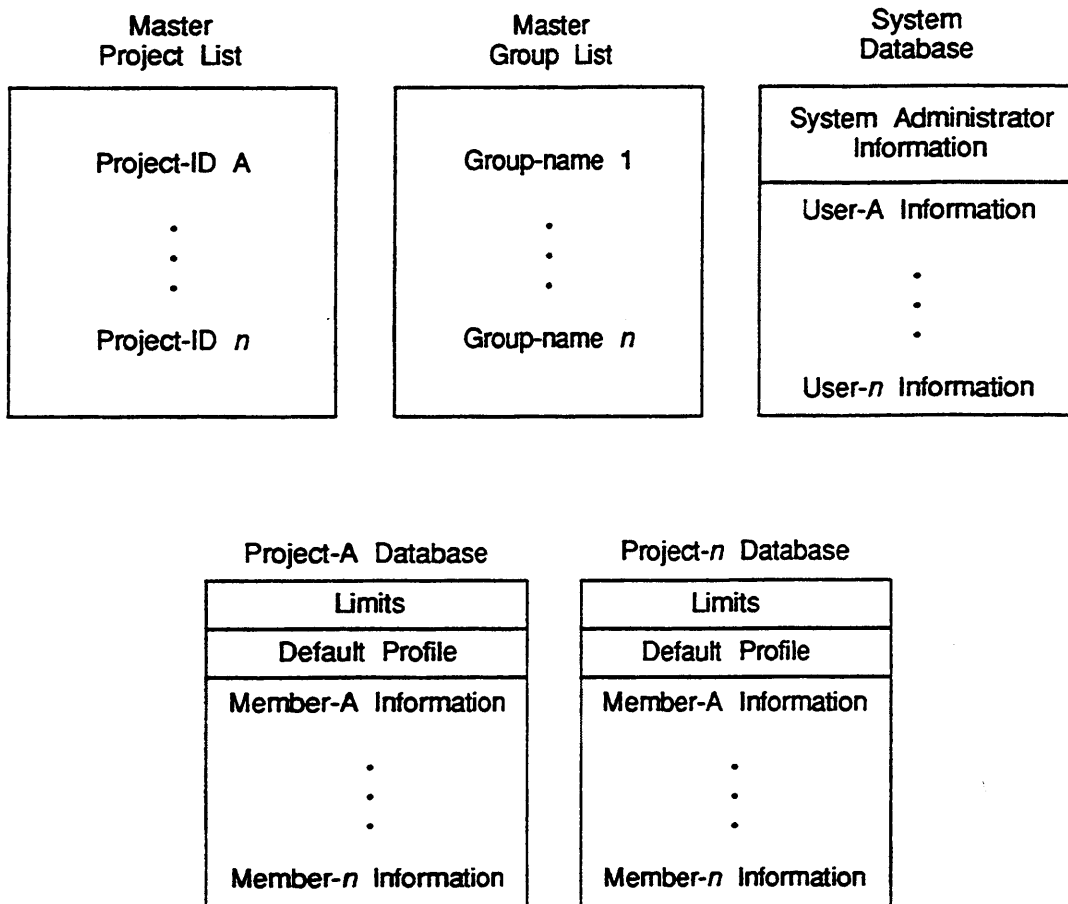 Master
Project List
Project-ID A
.
.
.
Project-ID n
Master
Group List
Group-name 1
.
.
.
Group-name n
System
Database
System Administrator
Information
User-A Information
.
.
.
User-n Information
Project-A Database
Limits
Default Profile
Member-A Information
.
.
.
Member-n Information
Project-n Database
Limits
Default Profile
Member-A Information
.
.
.
Member-n Information